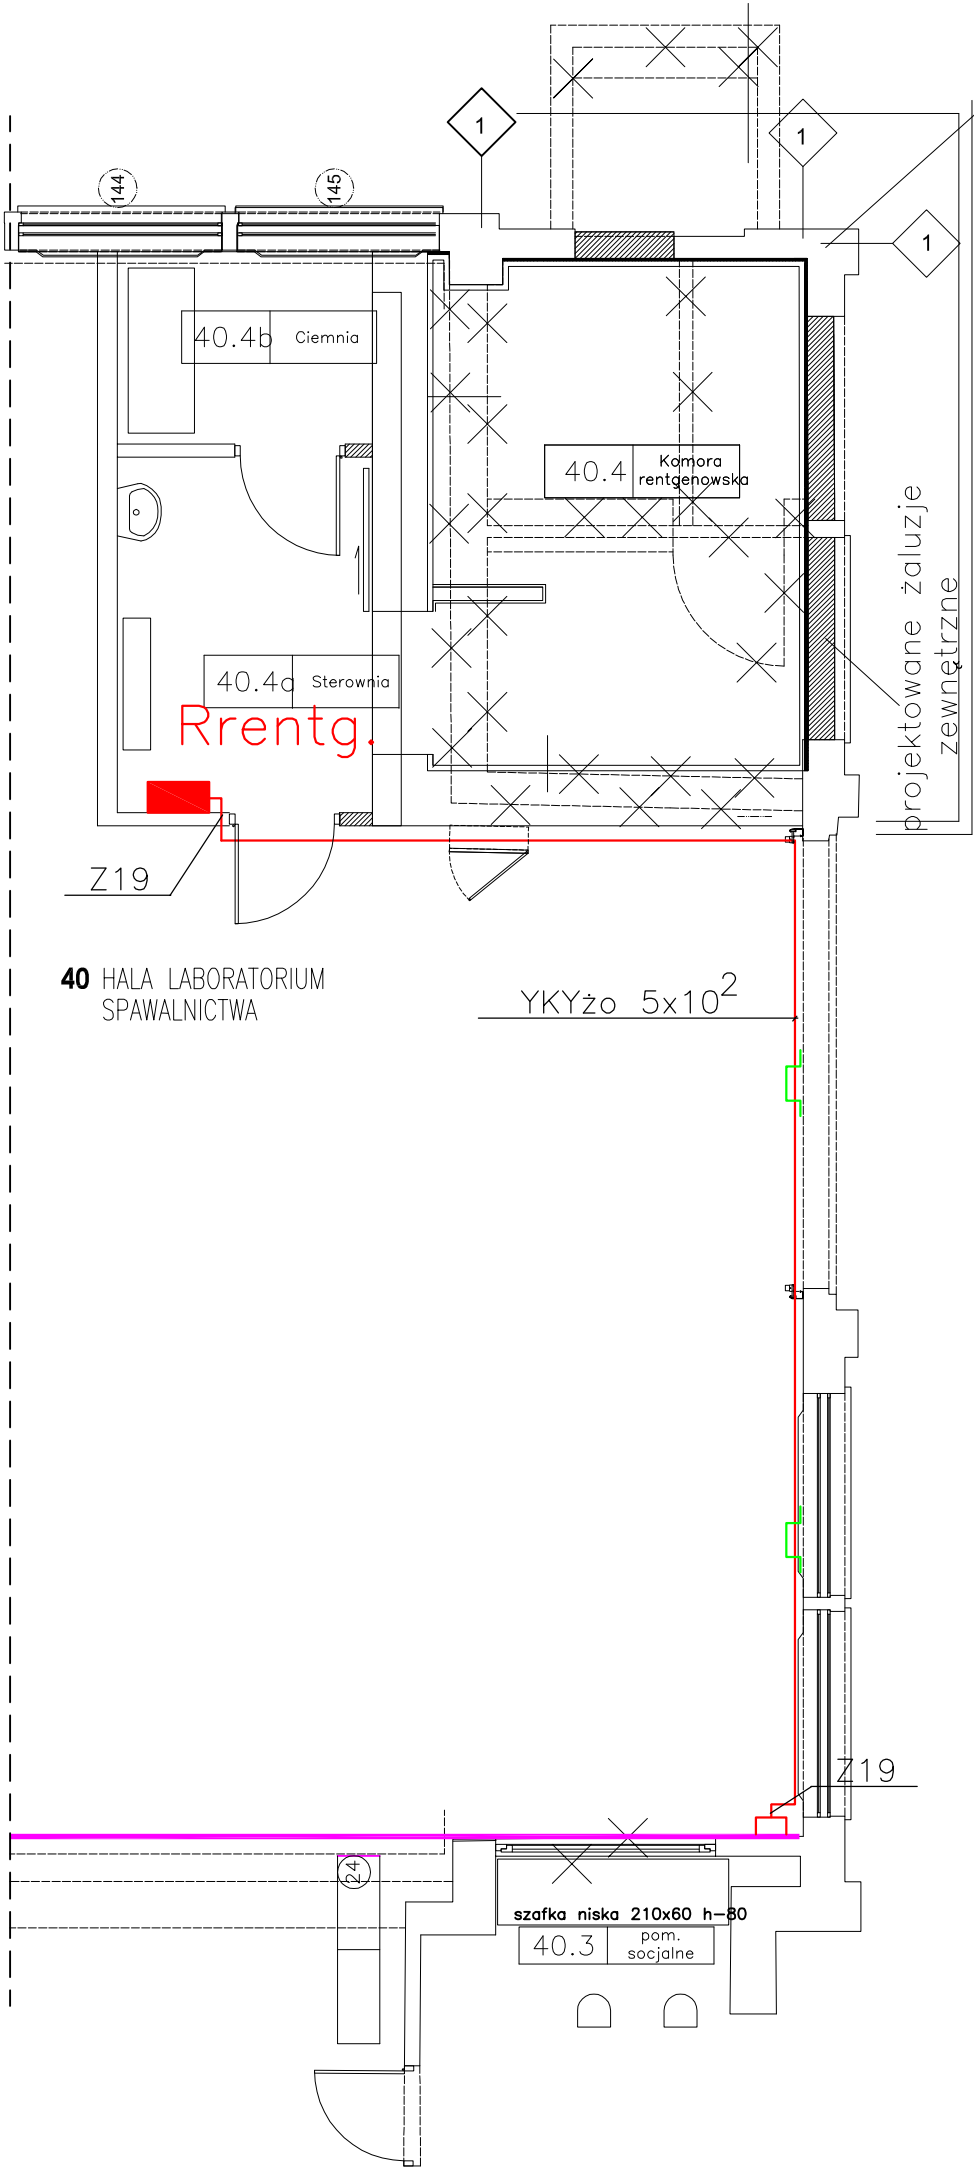 1
1
1
144
145
40.4b Ciemnia
40.4 Komora
rentgenowska
40.4a Sterownia
Rrentg.
projektowane żaluzje
zewnętrzne
Z19
40 HALA LABORATORIUM
SPAWALNICTWA
YKYżo 5x10²
Z19
24
szafka niska 210x60 h-80
40.3 pom.
socjalne